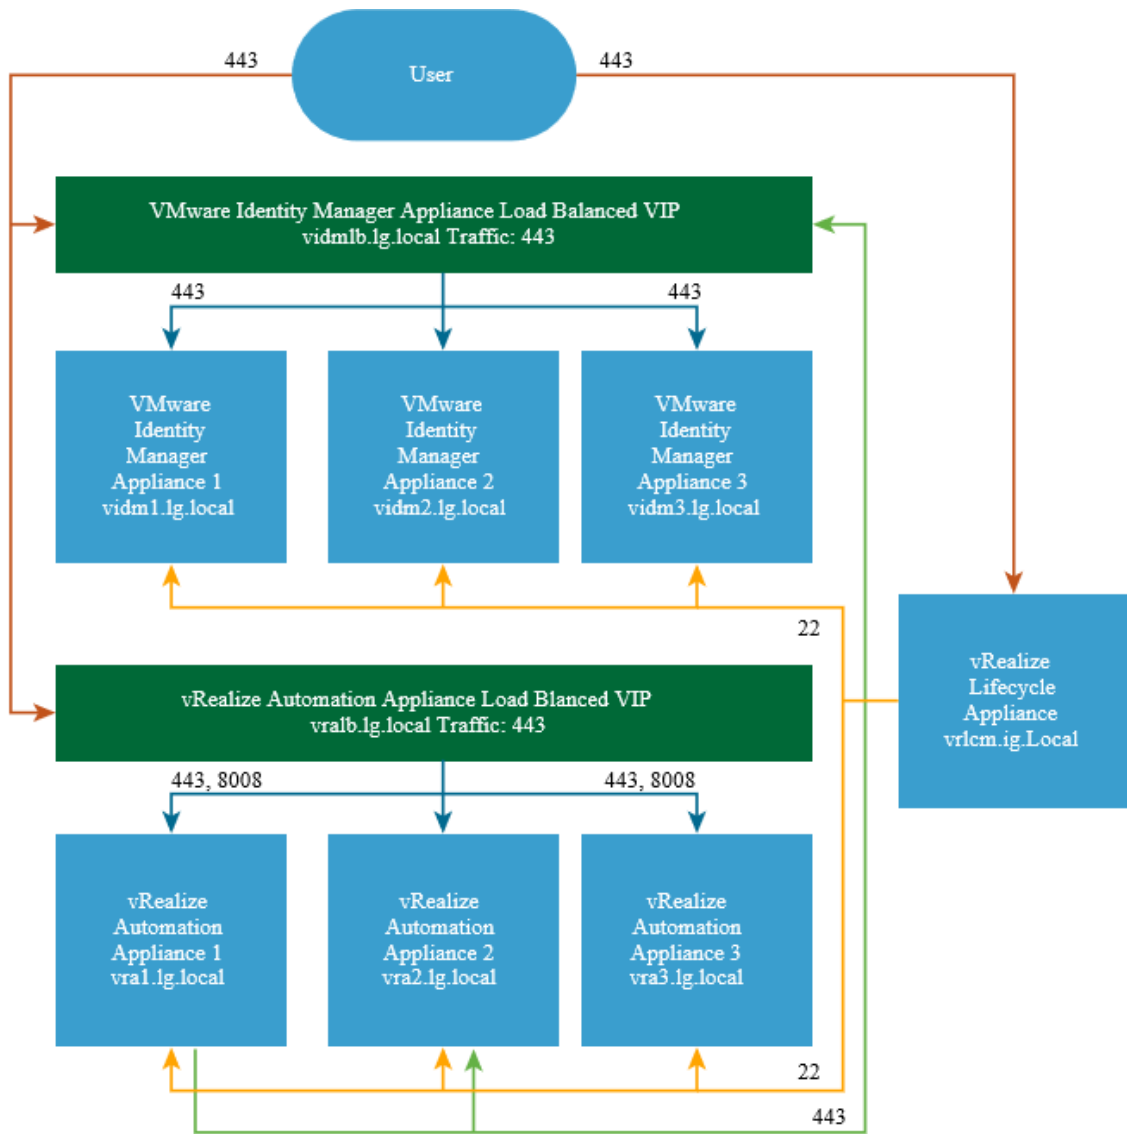 443
User
443
VMware Identity Manager Appliance Load Balanced VIP
vidmlb.lg.local Traffic: 443
443
443
VMware
Identity
Manager
Appliance 1
vidm1.lg.local
VMware
Identity
Manager
Appliance 2
vidm2.lg.local
VMware
Identity
Manager
Appliance 3
vidm3.lg.local
22
vRealize
Lifecycle
Appliance
vrlcm.ig.Local
vRealize Automation Appliance Load Blanced VIP
vralb.lg.local Traffic: 443
443, 8008
443, 8008
vRealize
Automation
Appliance 1
vra1.lg.local
vRealize
Automation
Appliance 2
vra2.lg.local
vRealize
Automation
Appliance 3
vra3.lg.local
22
443